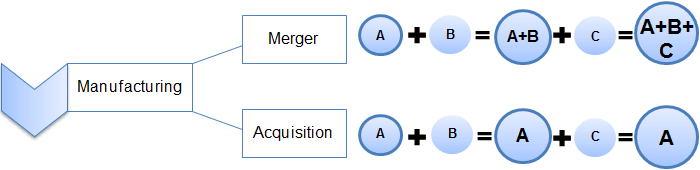 Manufacturing
Merger
A + B = A+B + C = A+B+
C
Acquisition
A + B = A + C = A